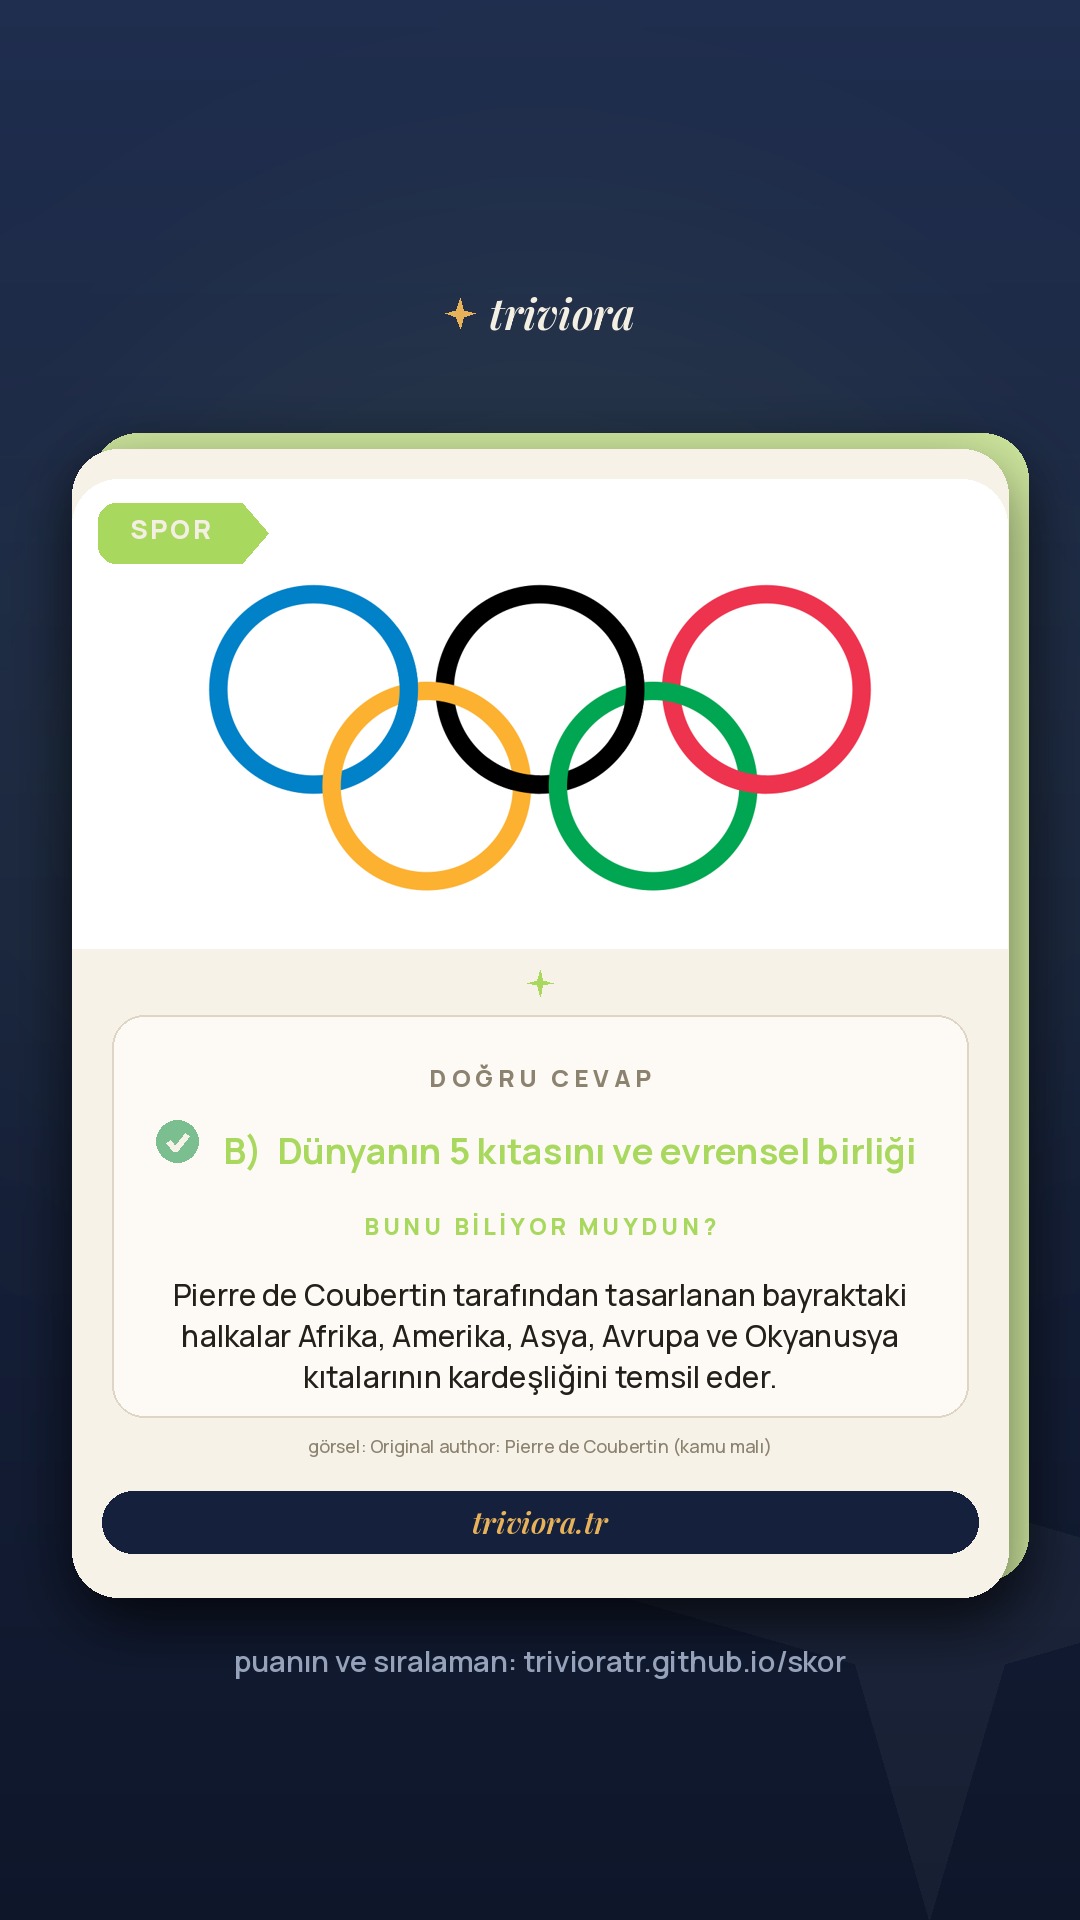 triviora
SPOR
DOĞRU CEVAP
B) Dünyanın 5 kıtasını ve evrensel birliği
BUNU BİLİYOR MUYDUN?
Pierre de Coubertin tarafından tasarlanan bayraktaki
halkalar Afrika, Amerika, Asya, Avrupa ve Okyanusya
kıtalarının kardeşliğini temsil eder.
görsel: Original author: Pierre de Coubertin (kamu malı)
triviora.tr
puanın ve sıralaman: trivioratr.github.io/skor